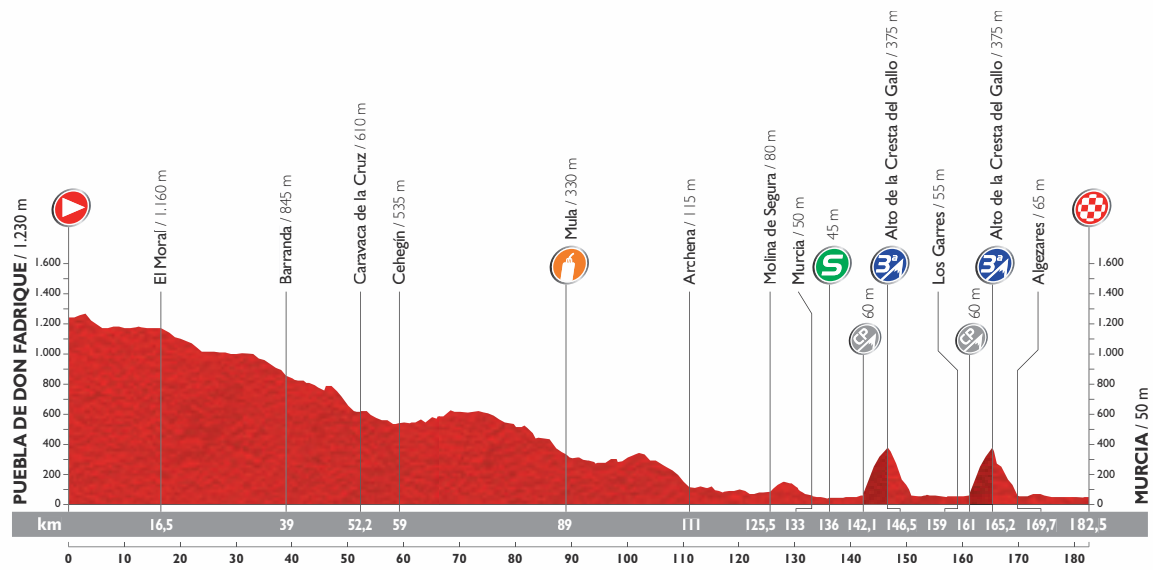 PUEBLA DE DON FADRIQUE / 1.230 m
El Moral / 1.160 m
Barranda / 845 m
Caravaca de la Cruz / 610 m
Cehegín / 535 m
Mula / 330 m
Archena / 115 m
Molina de Segura / 80 m
Murcia / 50 m
S
45 m
CP
60 m
3ª
Alto de la Cresta del Gallo / 375 m
Los Garres / 55 m
CP
60 m
3ª
Alto de la Cresta del Gallo / 375 m
Algezares / 65 m
MURCIA / 50 m
1.600 1.600
1.400 1.400
1.200 1.200
1.000 1.000
800 800
600 600
400 400
200 200
0 0
km 16,5 39 52,2 59 89 111 125,5 133 136 142,1 146,5 159 161 165,2 169,7 182,5
0 10 20 30 40 50 60 70 80 90 100 110 120 130 140 150 160 170 180